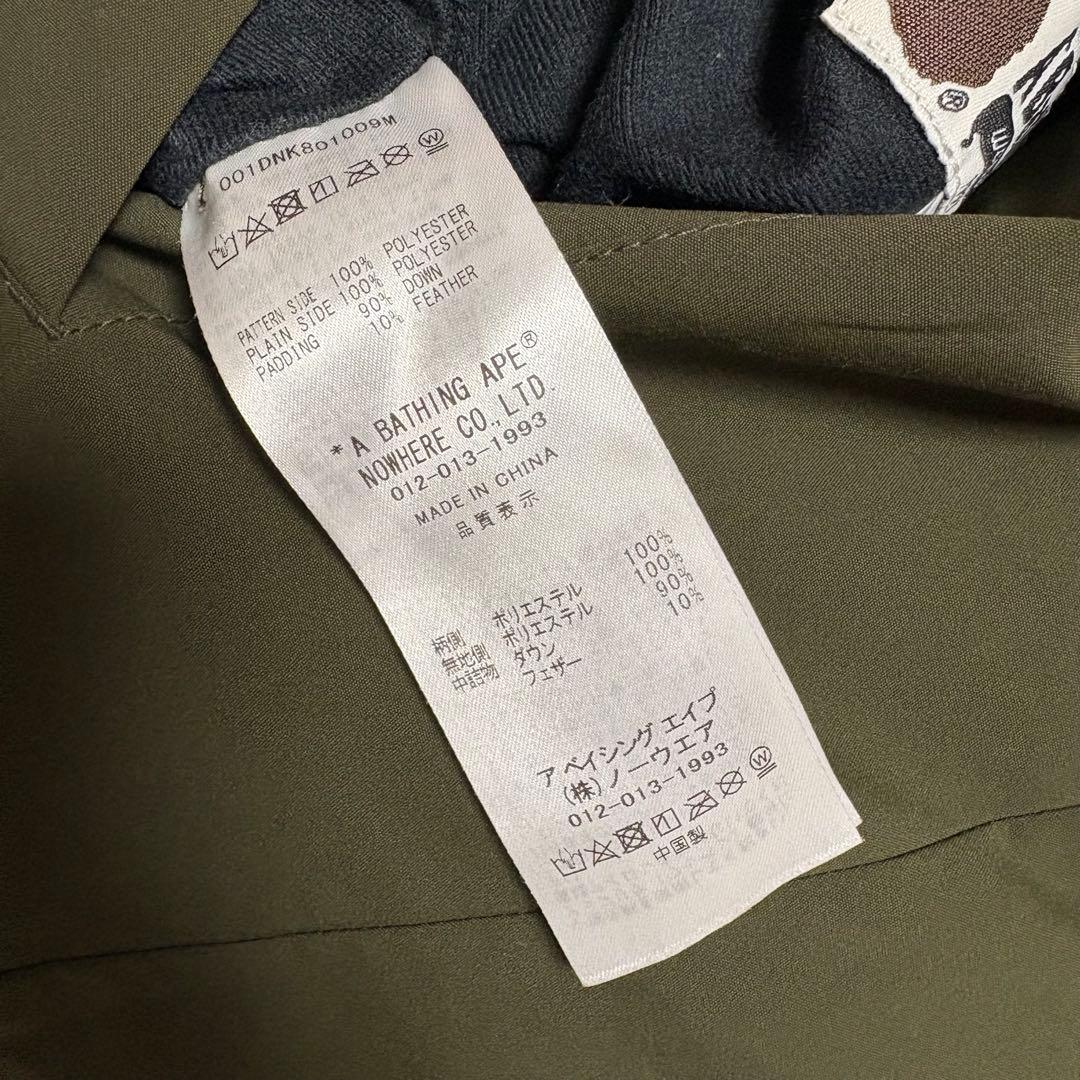 001DNK801009M
PATTERN SIDE 100% POLYESTER
PLAIN SIDE 100% POLYESTER
PADDING 90% DOWN
10% FEATHER
*A BATHING APE®
NOWHERE CO.,LTD.
012-013-1993
MADE IN CHINA
品質表示
柄側 ポリエステル 100%
無地側 ポリエステル 100%
中詰物 ダウン 90%
フェザー 10%
ア ベイシング エイプ
(株)ノーウエア
012-013-1993
中国製
®